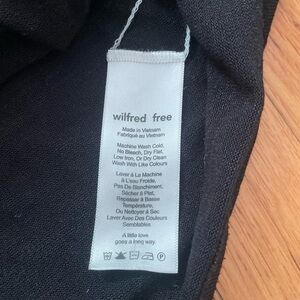 wilfred free
Made in Vietnam
Fabriqué au Vietnam
Machine Wash Cold,
No Bleach, Dry Flat,
Low Iron, Or Dry Clean
Wash With Like Colours
Laver À La Machine
à L'eau Froide,
Pas De Blanchiment,
Sécher à Plat,
Repasser à Basse
Température,
Ou Nettoyer à Sec
Laver Avec Des Couleurs
Semblables
A little love
goes a long way.
P